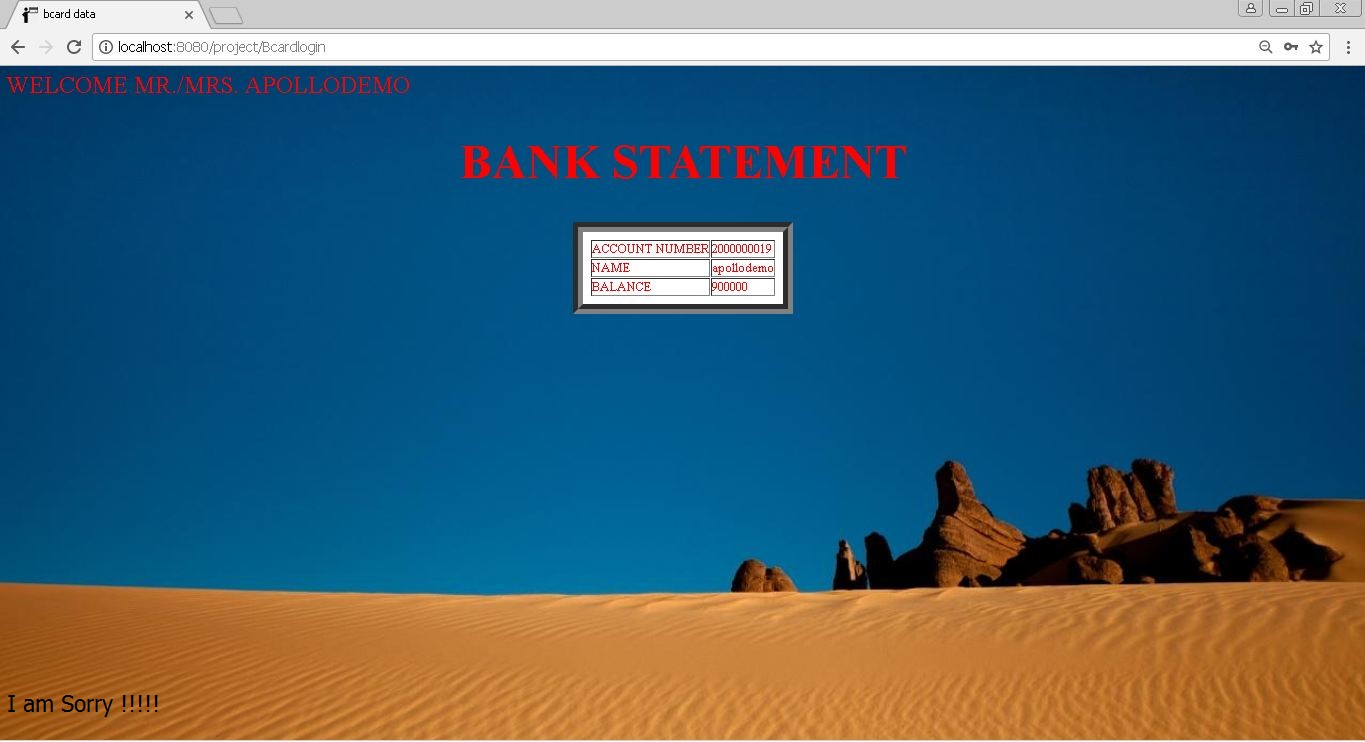 bcard data
localhost:8080/project/Bcardlogin
WELCOME MR./MRS. APOLLODEMO
BANK STATEMENT
ACCOUNT NUMBER 2000000019
NAME apollodemo
BALANCE 900000
I am Sorry !!!!!